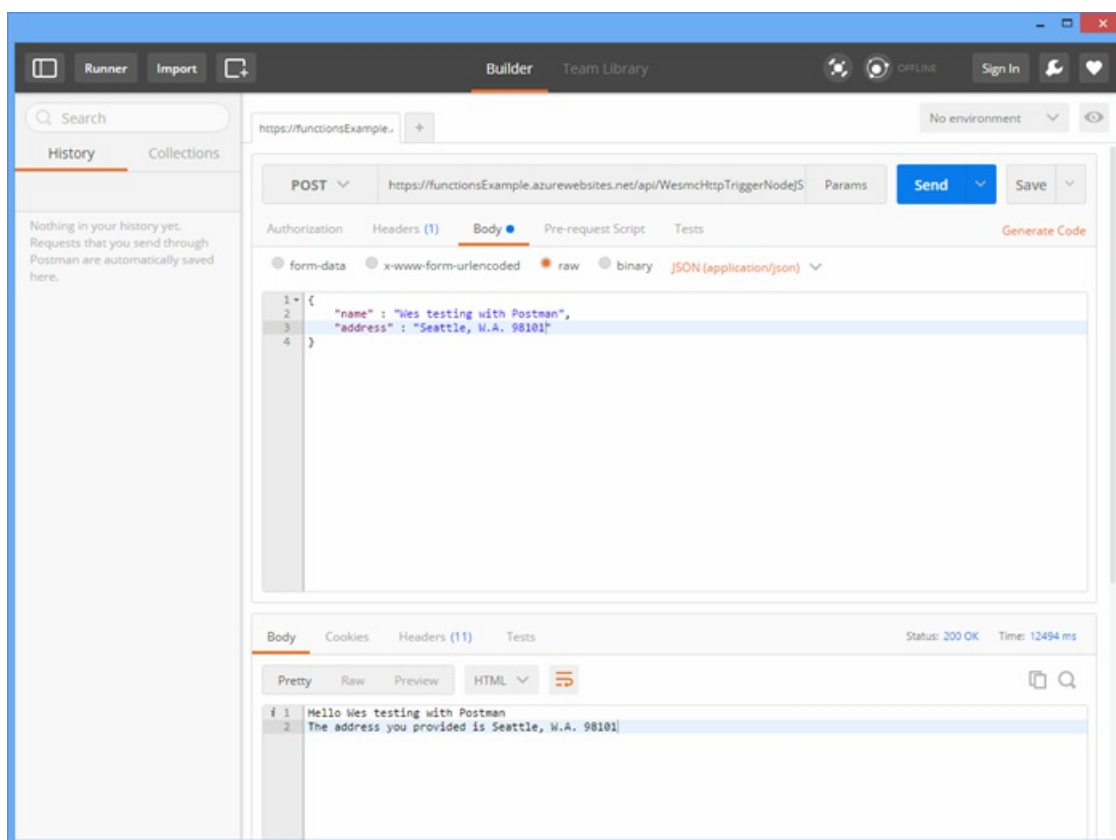 Runner Import Builder Team Library OFFLINE Sign In
Search
History Collections
Nothing in your history yet.
Requests that you send through
Postman are automatically saved
here.
https://functionsExample. +
No environment
POST https://functionsExample.azurewebsites.net/api/WesmcHttpTriggerNodeJS Params Send Save
Authorization Headers (1) Body Pre-request Script Tests Generate Code
form-data x-www-form-urlencoded raw binary JSON (application/json)
1 {
2 "name" : "Wes testing with Postman",
3 "address" : "Seattle, W.A. 98101"
4 }
Body Cookies Headers (11) Tests Status: 200 OK Time: 12494 ms
Pretty Raw Preview HTML
i 1 Hello Wes testing with Postman
2 The address you provided is Seattle, W.A. 98101